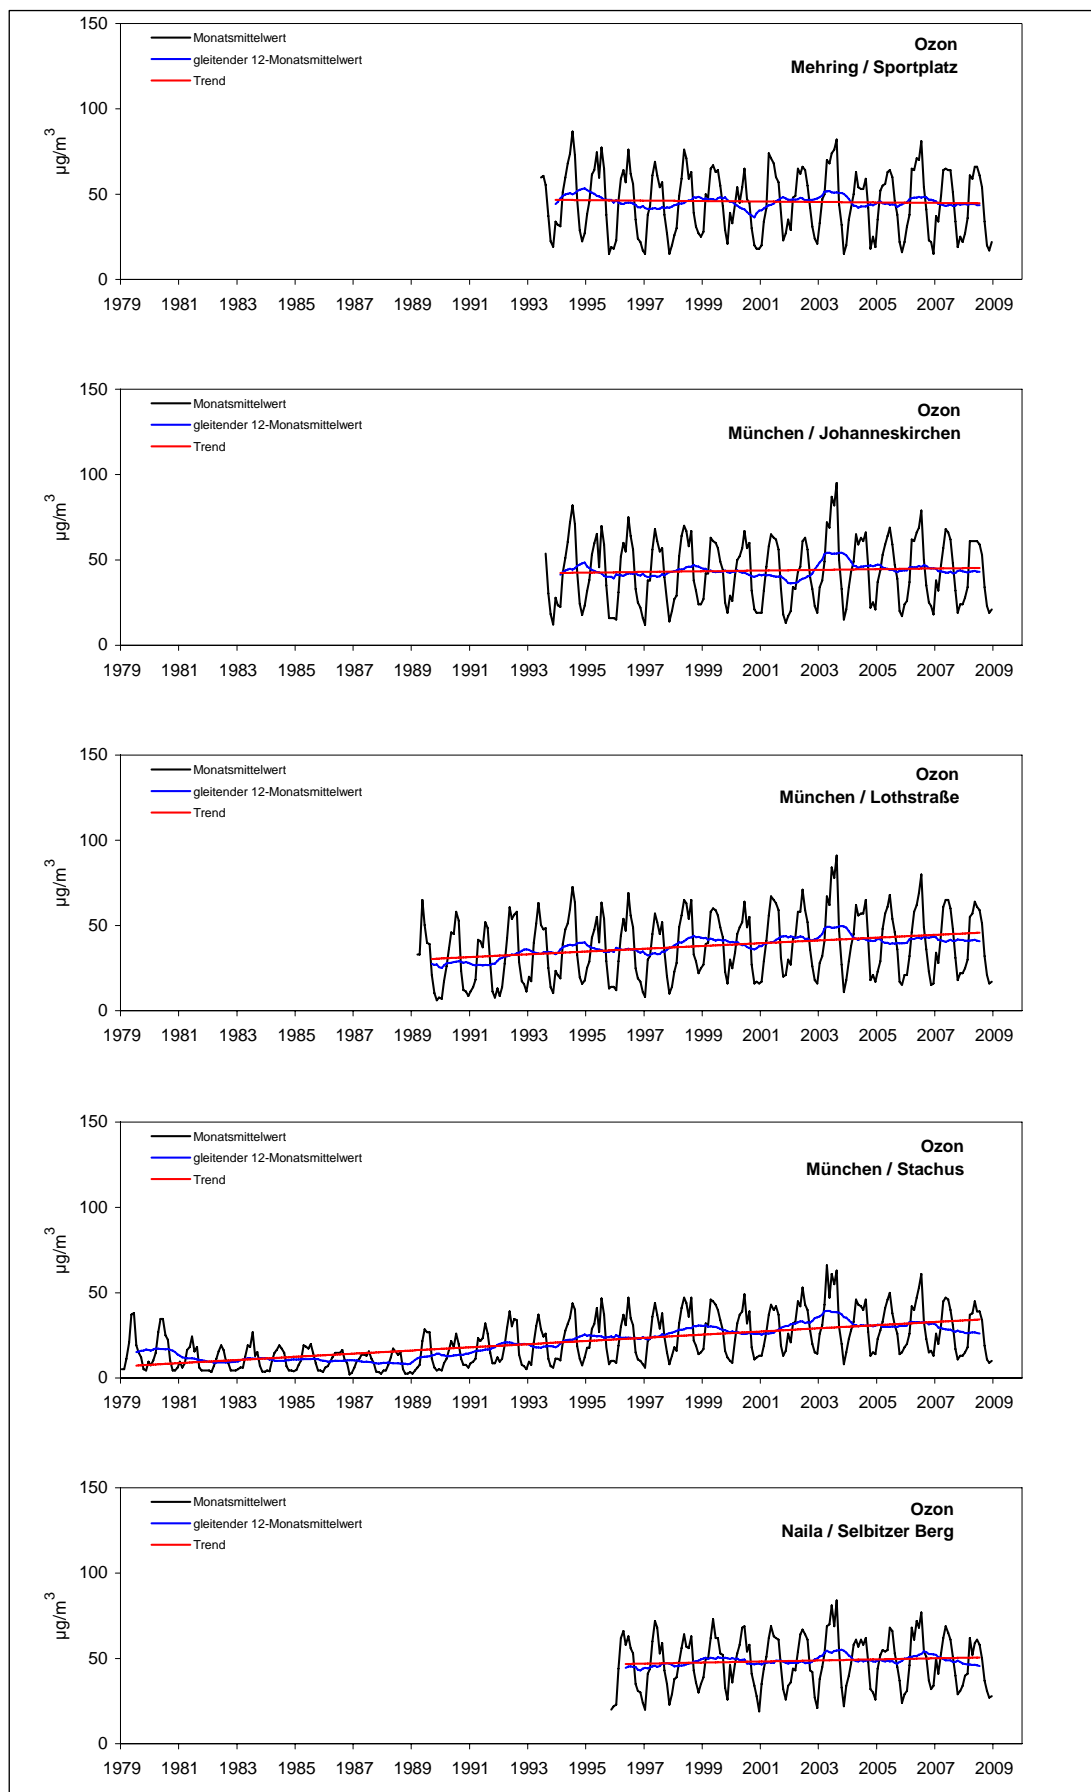 150
Monatsmittelwert
gleitender 12-Monatsmittelwert
Trend
Ozon
Mehring / Sportplatz
100
µg/m³
50
0
1979 1981 1983 1985 1987 1989 1991 1993 1995 1997 1999 2001 2003 2005 2007 2009
150
Monatsmittelwert
gleitender 12-Monatsmittelwert
Trend
Ozon
München / Johanneskirchen
100
µg/m³
50
0
1979 1981 1983 1985 1987 1989 1991 1993 1995 1997 1999 2001 2003 2005 2007 2009
150
Monatsmittelwert
gleitender 12-Monatsmittelwert
Trend
Ozon
München / Lothstraße
100
µg/m³
50
0
1979 1981 1983 1985 1987 1989 1991 1993 1995 1997 1999 2001 2003 2005 2007 2009
150
Monatsmittelwert
gleitender 12-Monatsmittelwert
Trend
Ozon
München / Stachus
100
µg/m³
50
0
1979 1981 1983 1985 1987 1989 1991 1993 1995 1997 1999 2001 2003 2005 2007 2009
150
Monatsmittelwert
gleitender 12-Monatsmittelwert
Trend
Ozon
Naila / Selbitzer Berg
100
µg/m³
50
0
1979 1981 1983 1985 1987 1989 1991 1993 1995 1997 1999 2001 2003 2005 2007 2009